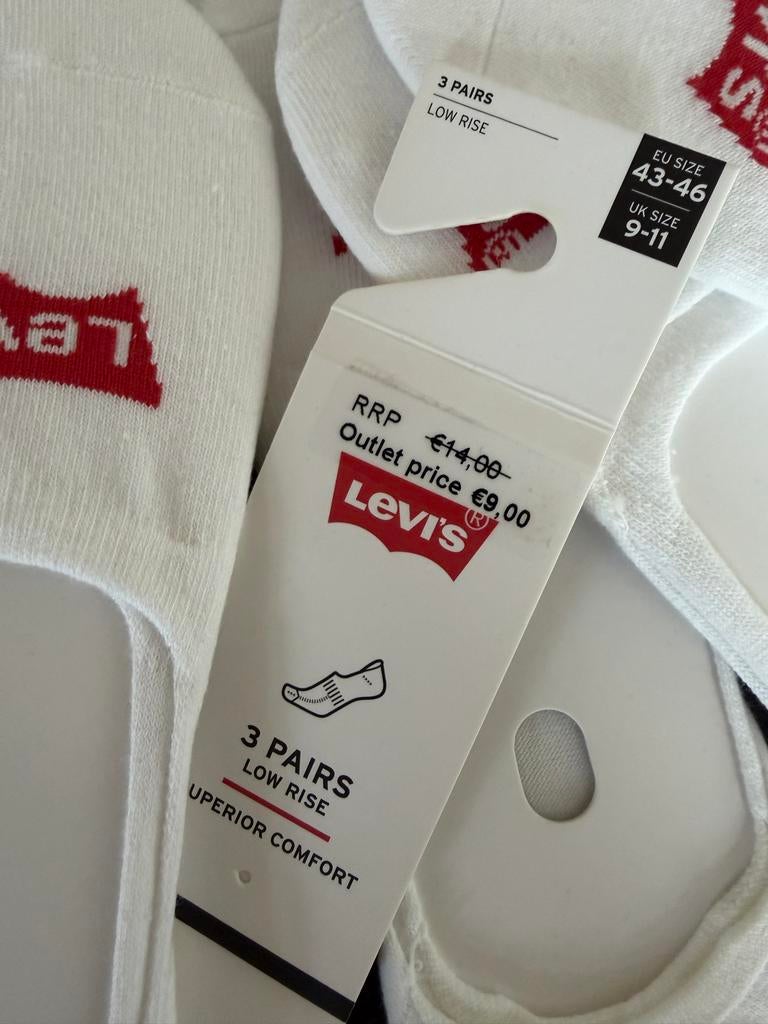 3 PAIRS
LOW RISE
EU SIZE
43-46
UK SIZE
9-11
RRP €14,00
Outlet price €9,00
Levi's®
3 PAIRS
LOW RISE
UPERIOR COMFORT
Lev